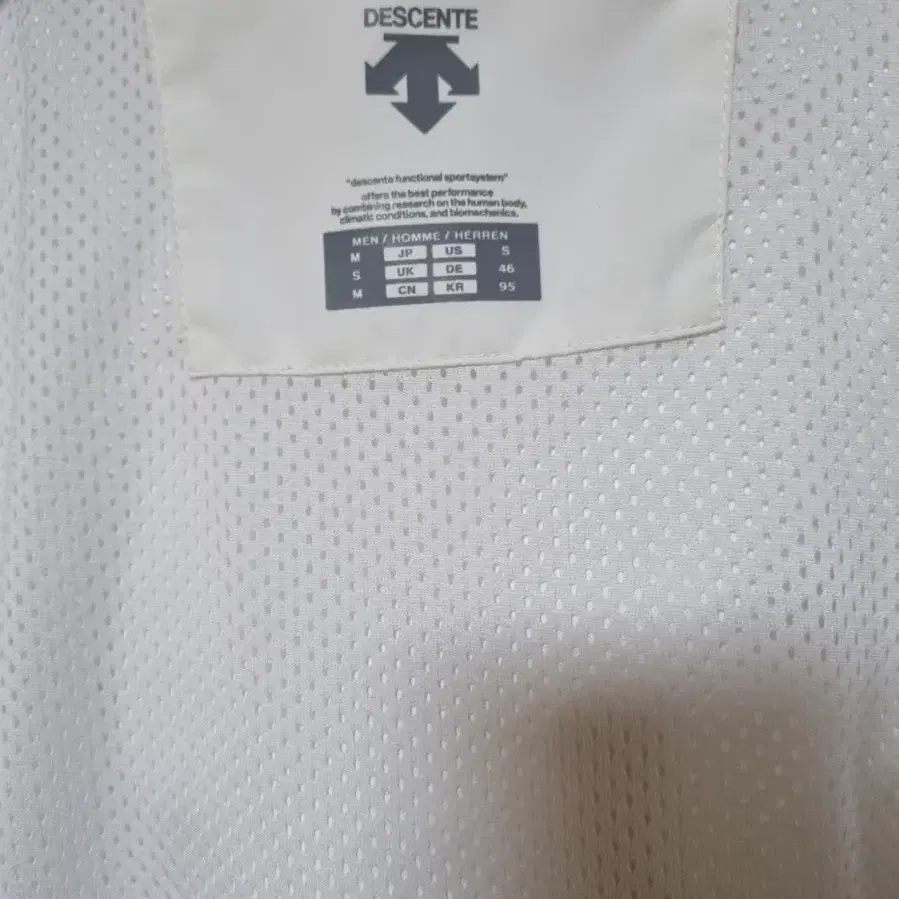 DESCENTE
"descente functional sportsystem"
offers the best performance
by combining research on the human body,
climatic conditions, and biomechanics.
MEN / HOMME / HERREN
M JP US S
S UK DE 46
M CN KR 95